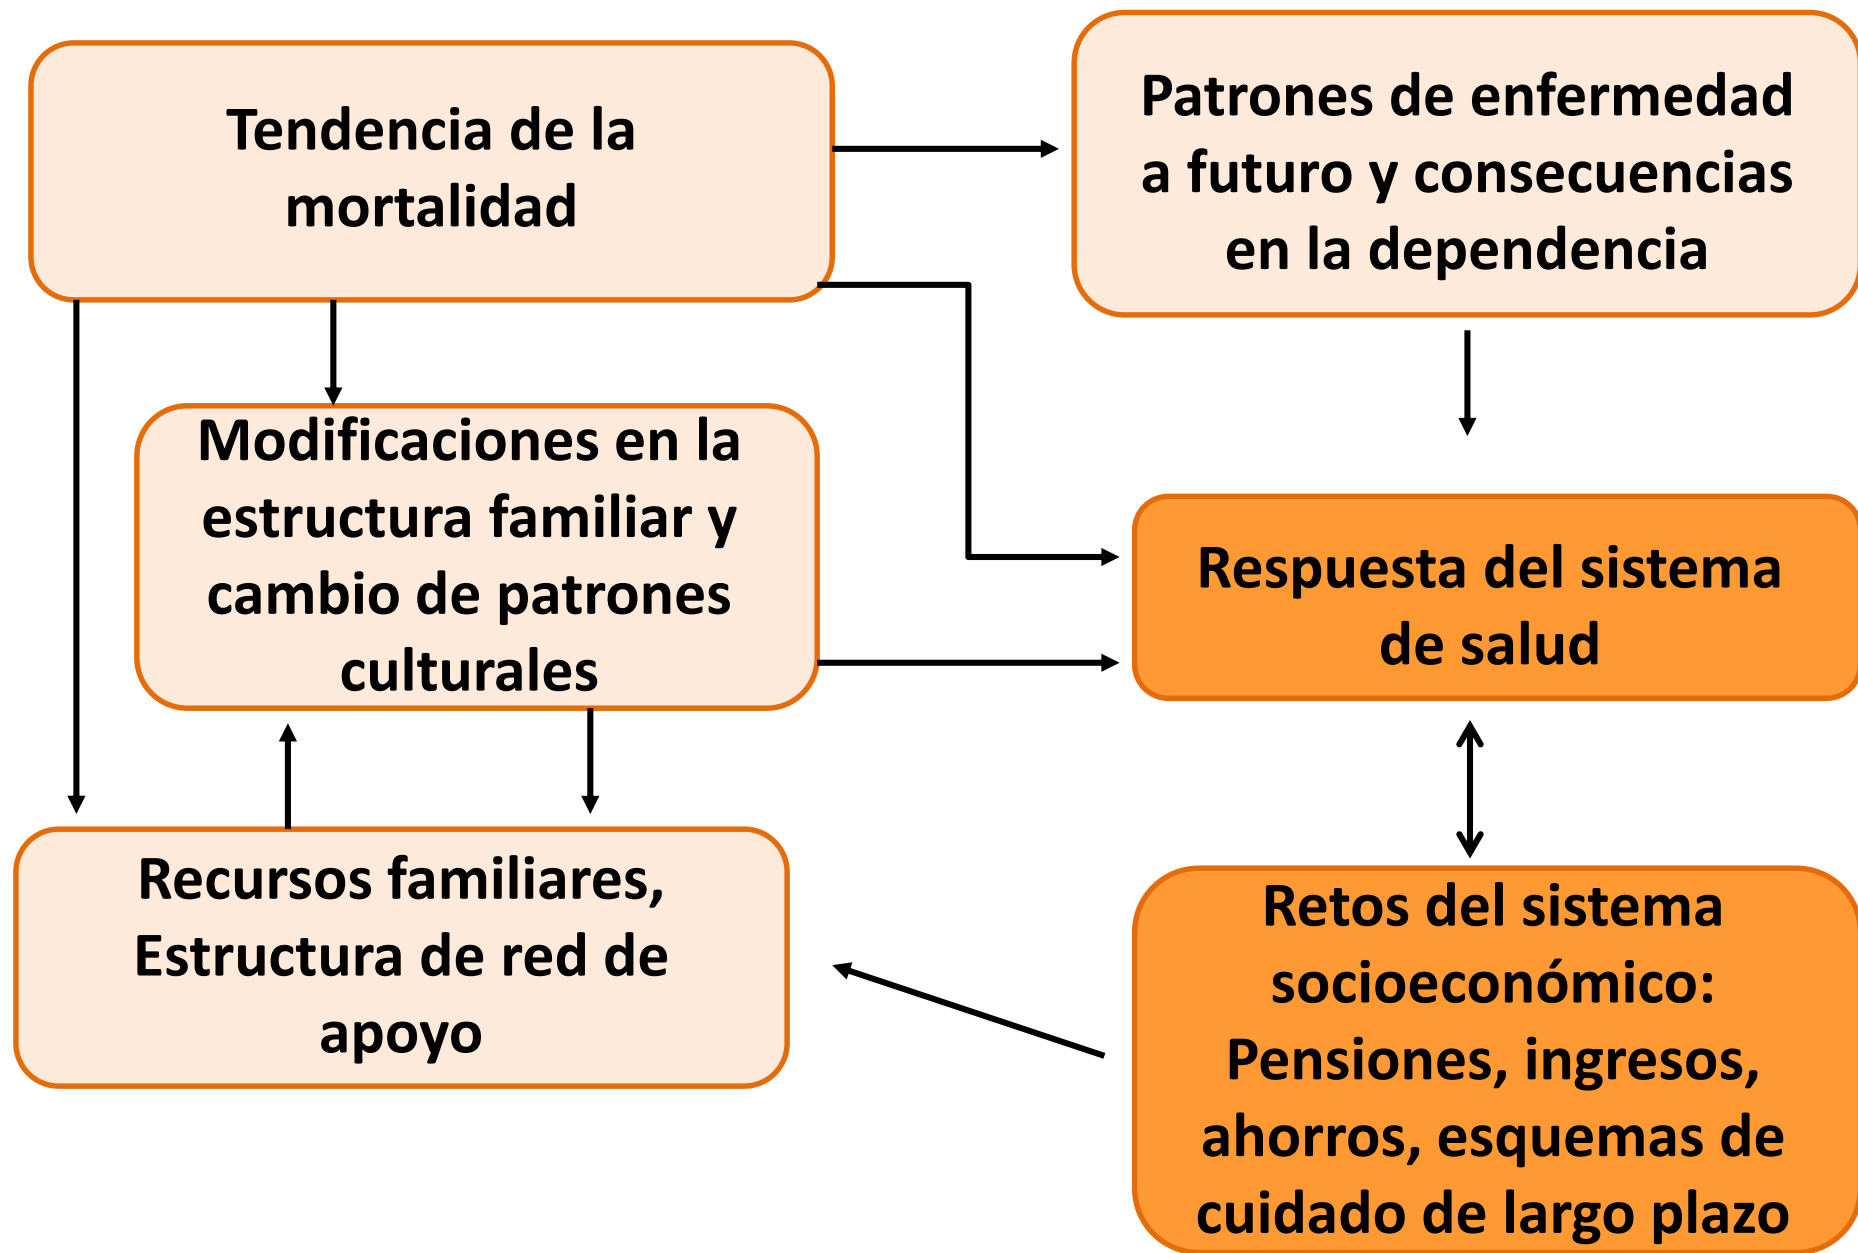 Tendencia de la
mortalidad
Patrones de enfermedad
a futuro y consecuencias
en la dependencia
Modificaciones en la
estructura familiar y
cambio de patrones
culturales
Respuesta del sistema
de salud
Recursos familiares,
Estructura de red de
apoyo
Retos del sistema
socioeconómico:
Pensiones, ingresos,
ahorros, esquemas de
cuidado de largo plazo